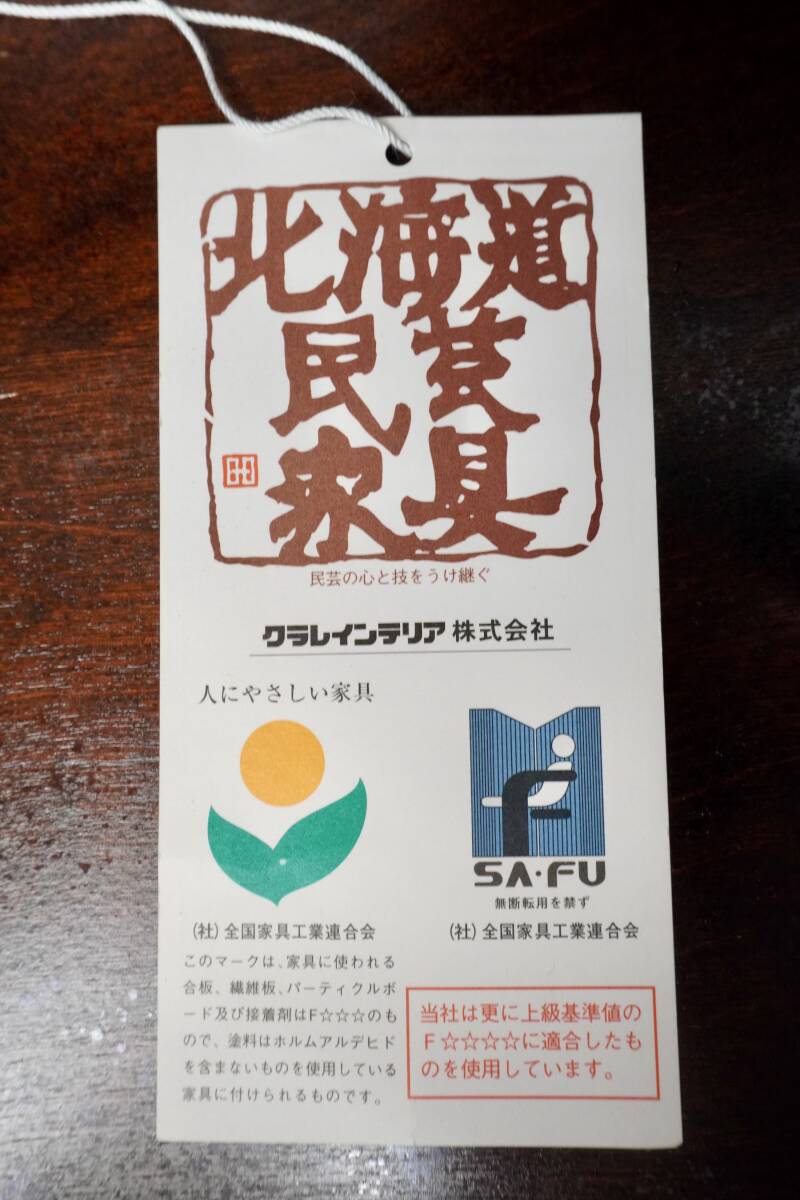 北海道
民芸
家具
民芸の心と技をうけ継ぐ
クラレインテリア株式会社
人にやさしい家具
(社)全国家具工業連合会
このマークは、家具に使われる
合板、繊維板、パーティクルボ
ード及び接着剤はF☆☆☆のも
ので、塗料はホルムアルデヒド
を含まないものを使用している
家具に付けられるものです。
SA・FU
無断転用を禁ず
(社)全国家具工業連合会
当社は更に上級基準値の
F☆☆☆☆に適合したも
のを使用しています。